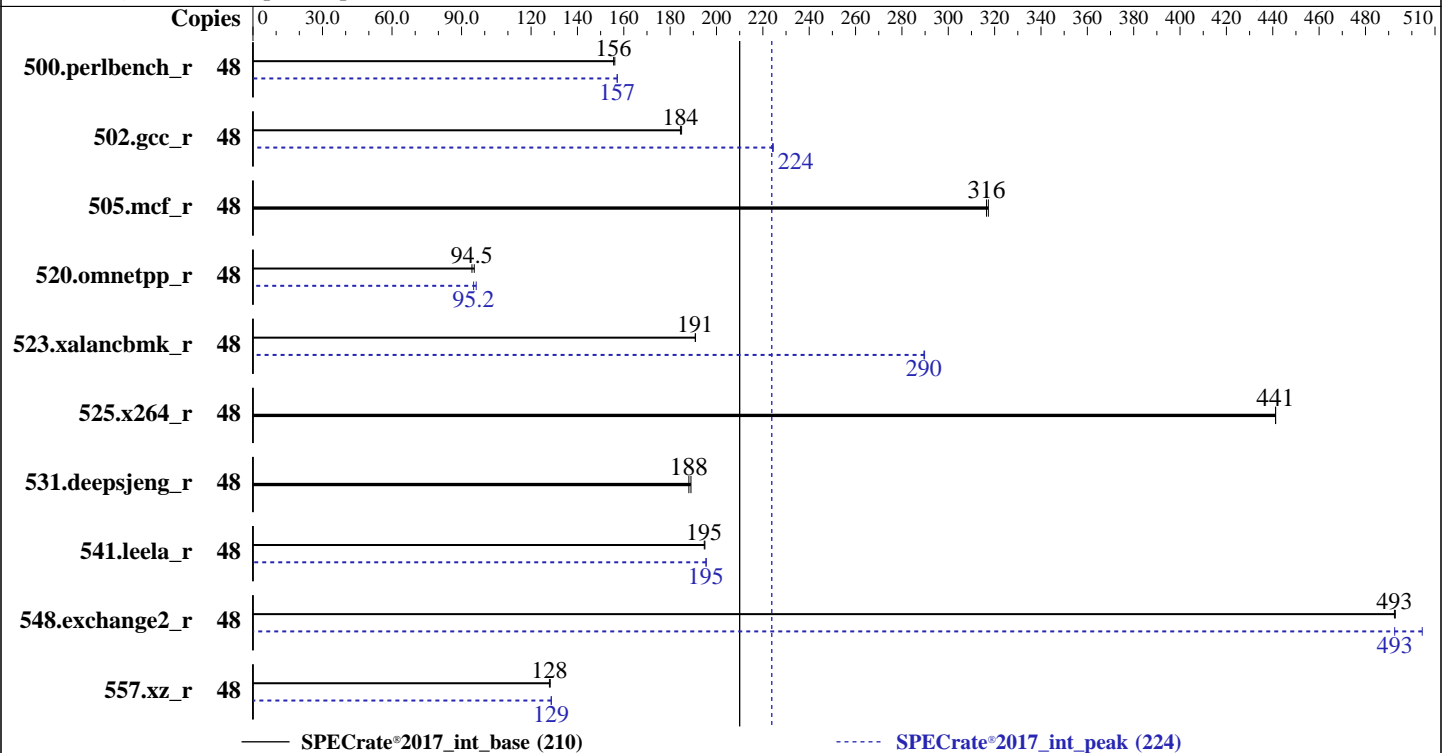 Copies 0 30.0 60.0 90.0 120 140 160 180 200 220 240 260 280 300 320 340 360 380 400 420 440 460 480 510
156
500.perlbench_r 48
157
184
502.gcc_r 48
224
316
505.mcf_r 48
94.5
520.omnetpp_r 48
95.2
191
523.xalancbmk_r 48
290
441
525.x264_r 48
188
531.deepsjeng_r 48
195
541.leela_r 48
195
493
548.exchange2_r 48
493
128
557.xz_r 48
129
SPECrate®2017_int_base (210) SPECrate®2017_int_peak (224)